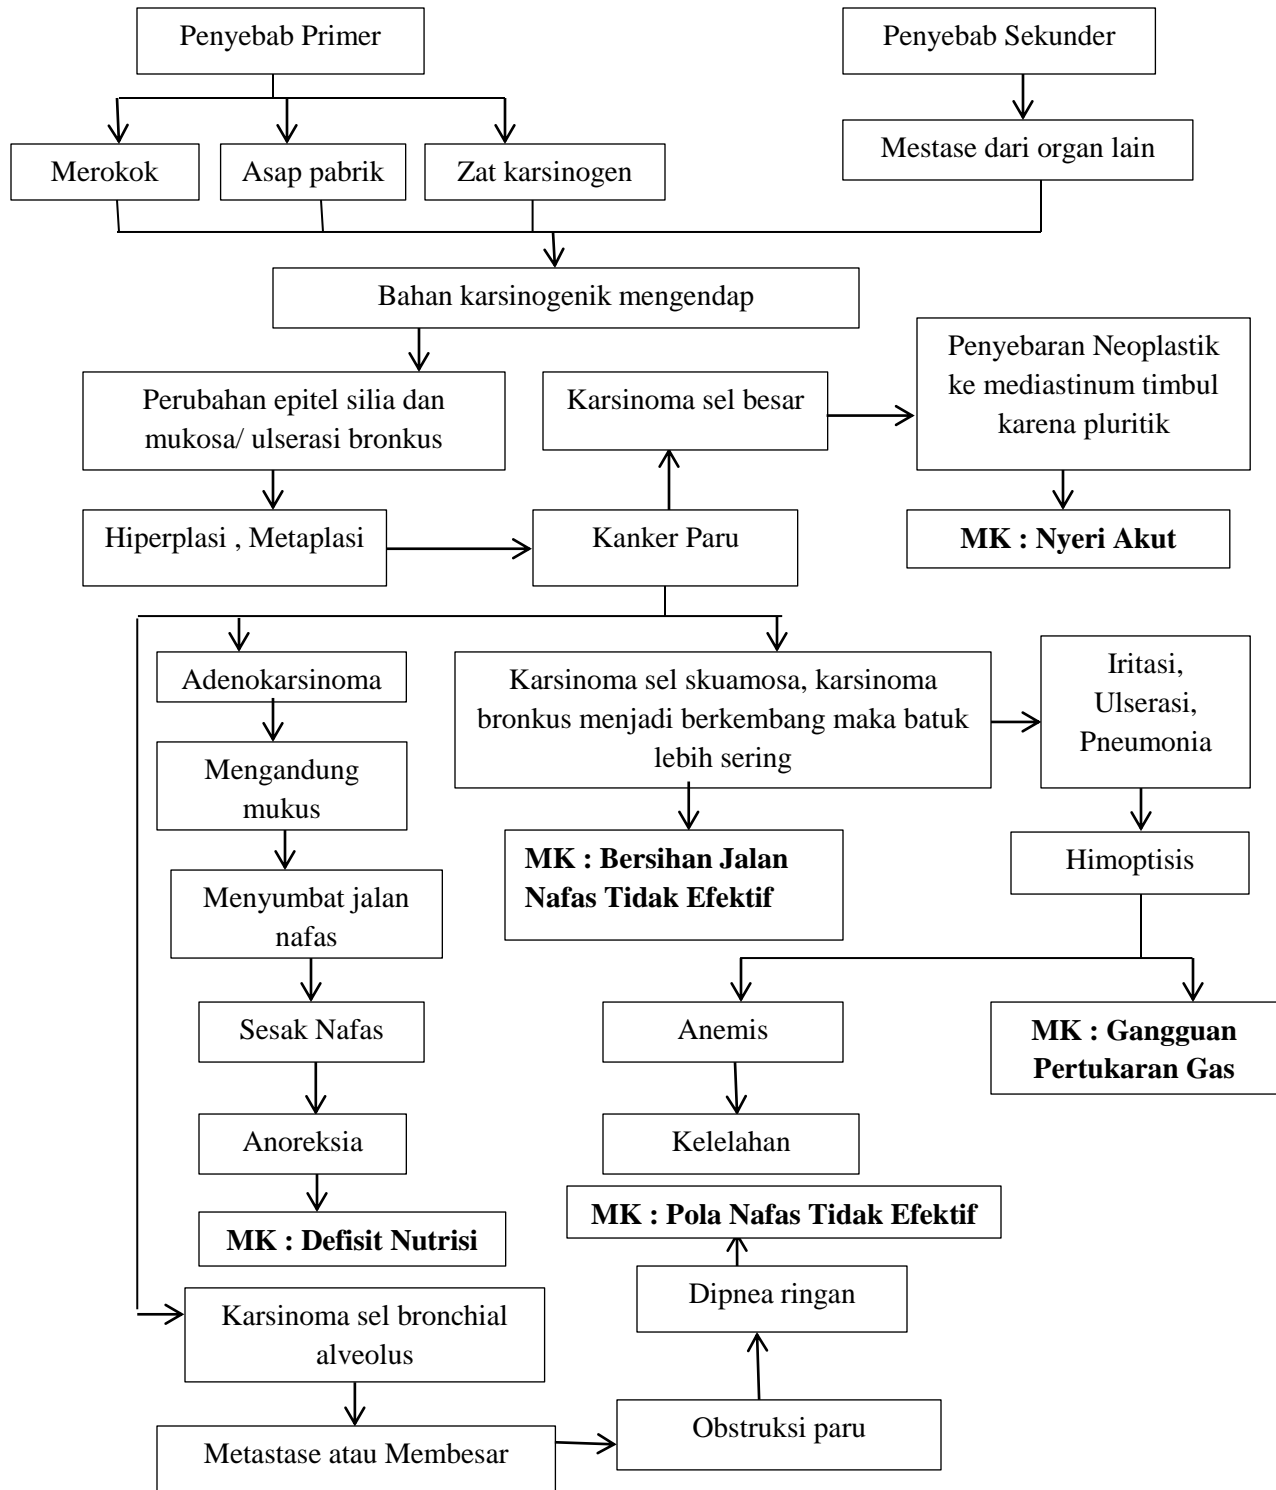 Penyebab Primer
Penyebab Sekunder
Merokok
Asap pabrik
Zat karsinogen
Mestase dari organ lain
Bahan karsinogenik mengendap
Perubahan epitel silia dan
mukosa/ ulserasi bronkus
Karsinoma sel besar
Penyebaran Neoplastik
ke mediastinum timbul
karena pluritik
Hiperplasi , Metaplasi
Kanker Paru
MK : Nyeri Akut
Adenokarsinoma
Karsinoma sel skuamosa, karsinoma
bronkus menjadi berkembang maka batuk
lebih sering
Iritasi,
Ulserasi,
Pneumonia
Mengandung
mukus
MK : Bersihan Jalan
Nafas Tidak Efektif
Himoptisis
Menyumbat jalan
nafas
Sesak Nafas
Anemis
MK : Gangguan
Pertukaran Gas
Anoreksia
Kelelahan
MK : Defisit Nutrisi
MK : Pola Nafas Tidak Efektif
Karsinoma sel bronchial
alveolus
Dipnea ringan
Metastase atau Membesar
Obstruksi paru